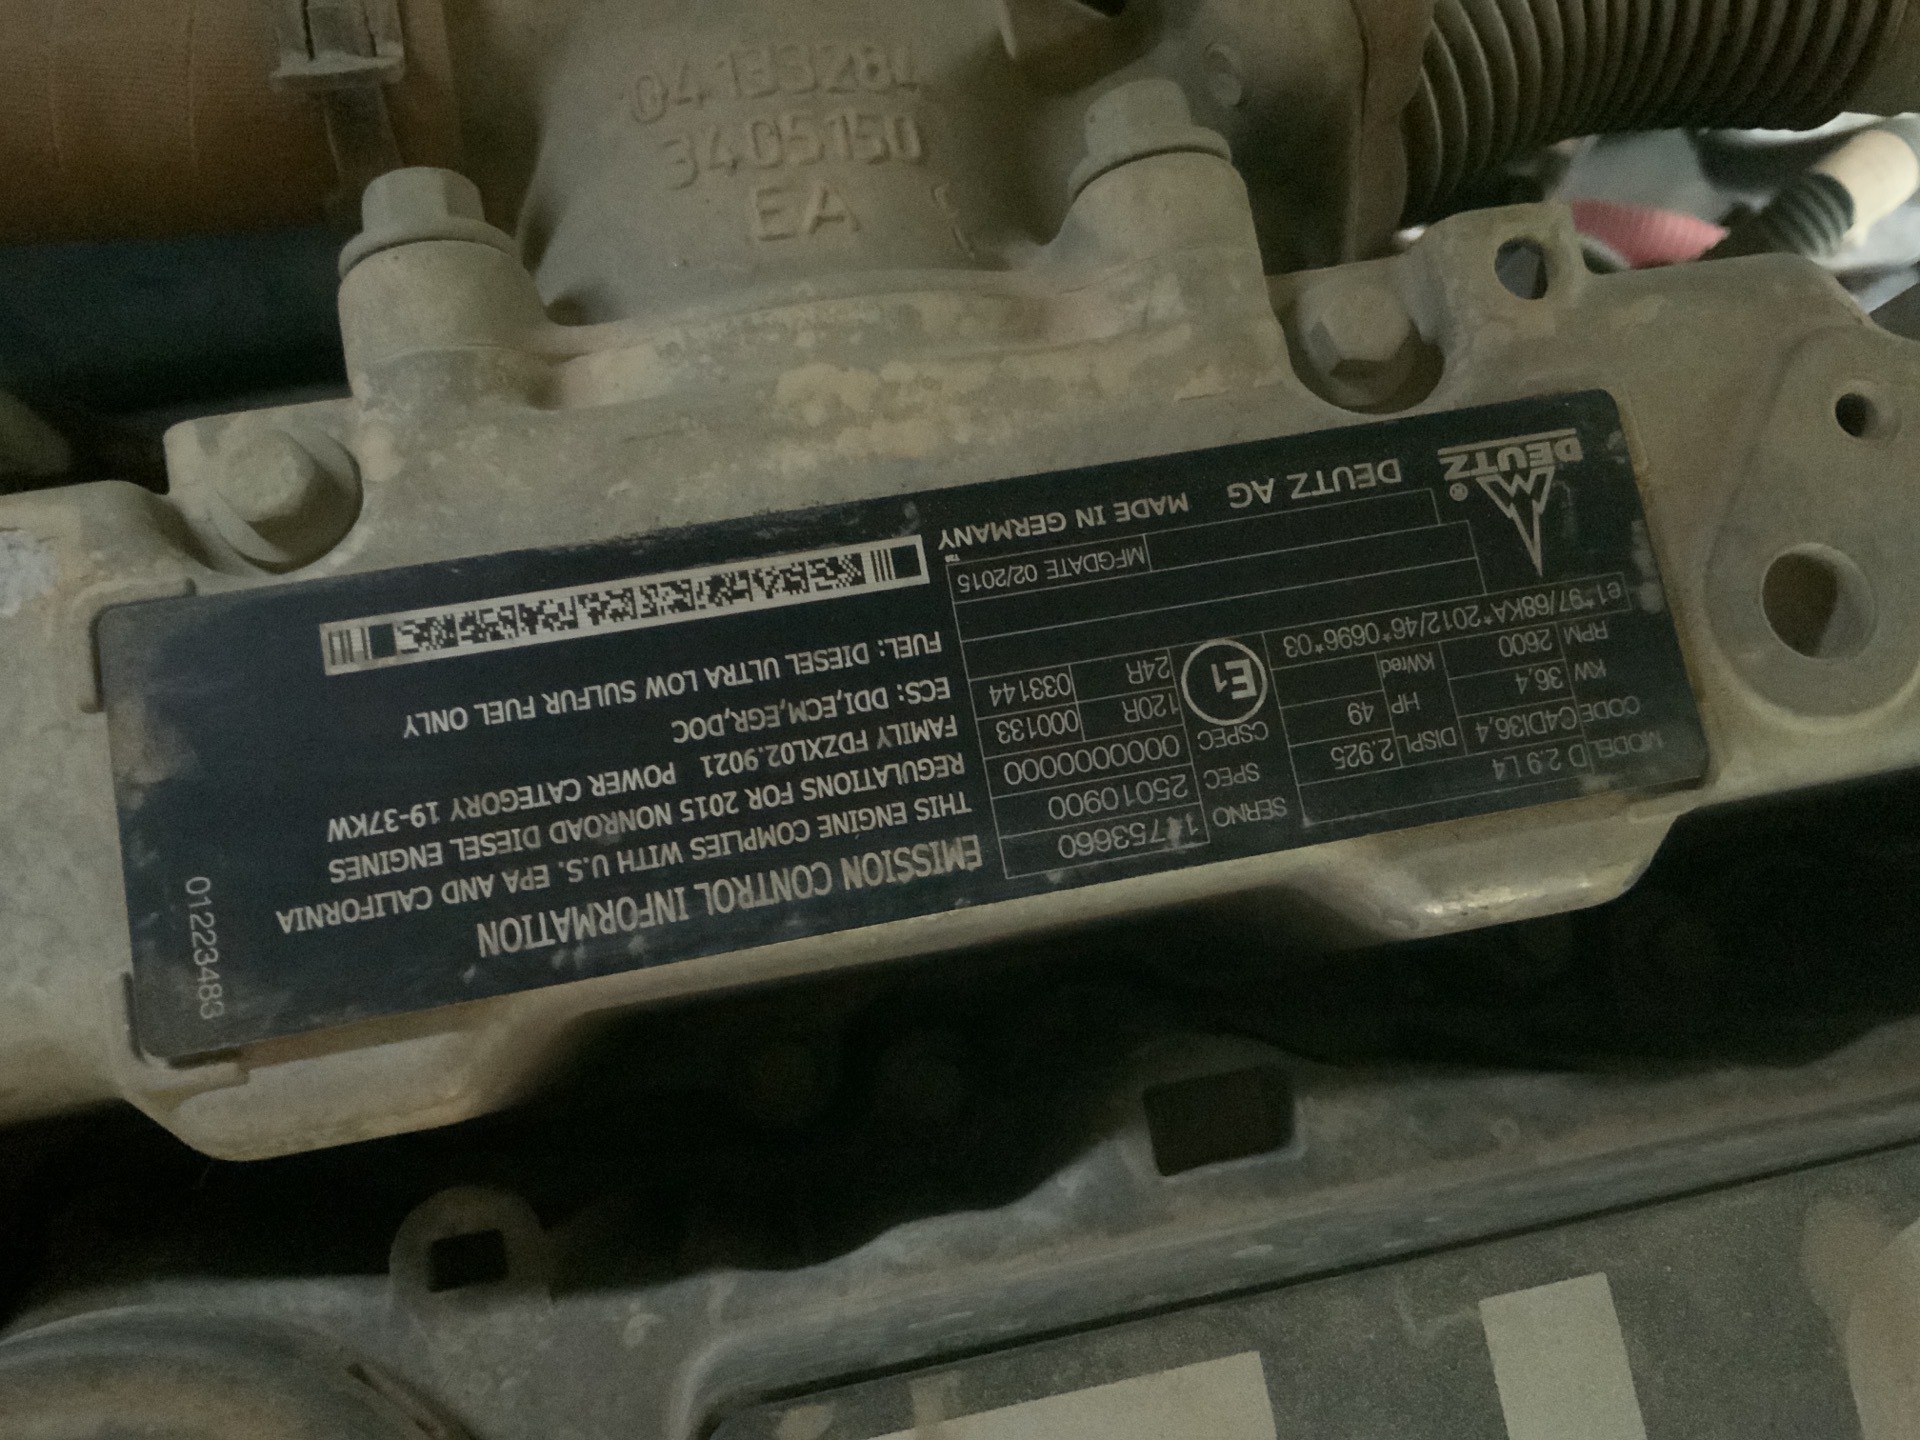 04133284
3405150
EA
MODEL D 2.9 L4
CODE C4DI36,4 DISPL 2.925
KW 36,4 HP 49
RPM 2600 KWred
e1*97/68KA*2012/46*0696*03
DEUTZ®
DEUTZ AG MADE IN GERMANY
SERNO
SPEC 25010900
CSPEC 000000000
E1 120R 000133
24R 033144
MFGDATE 02/2015
EMISSION CONTROL INFORMATION
THIS ENGINE COMPLIES WITH U.S. EPA AND CALIFORNIA
REGULATIONS FOR 2015 NONROAD DIESEL ENGINES
FAMILY FDZXL02.9021 POWER CATEGORY 19-37KW
ECS: DDI,ECM,EGR,DOC
FUEL: DIESEL ULTRA LOW SULFUR FUEL ONLY
01223483